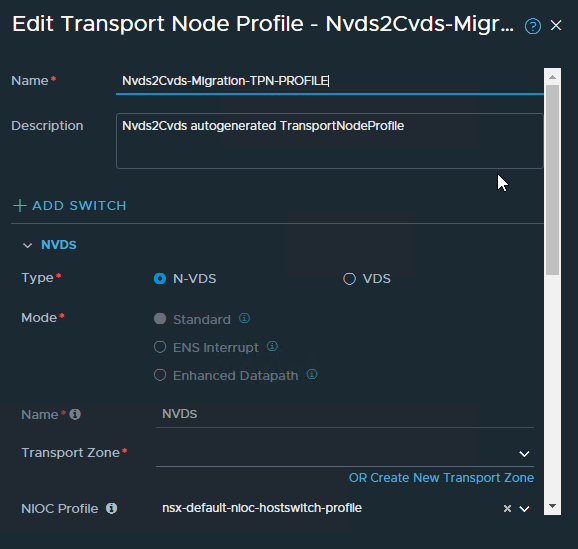 Edit Transport Node Profile - Nvds2Cvds-Migr...
Name*
Nvds2Cvds-Migration-TPN-PROFILE
Description
Nvds2Cvds autogenerated TransportNodeProfile
ADD SWITCH
NVDS
Type*
N-VDS
VDS
Mode*
Standard
ENS Interrupt
Enhanced Datapath
Name*
NVDS
Transport Zone*
OR Create New Transport Zone
NIOC Profile
nsx-default-nioc-hostswitch-profile